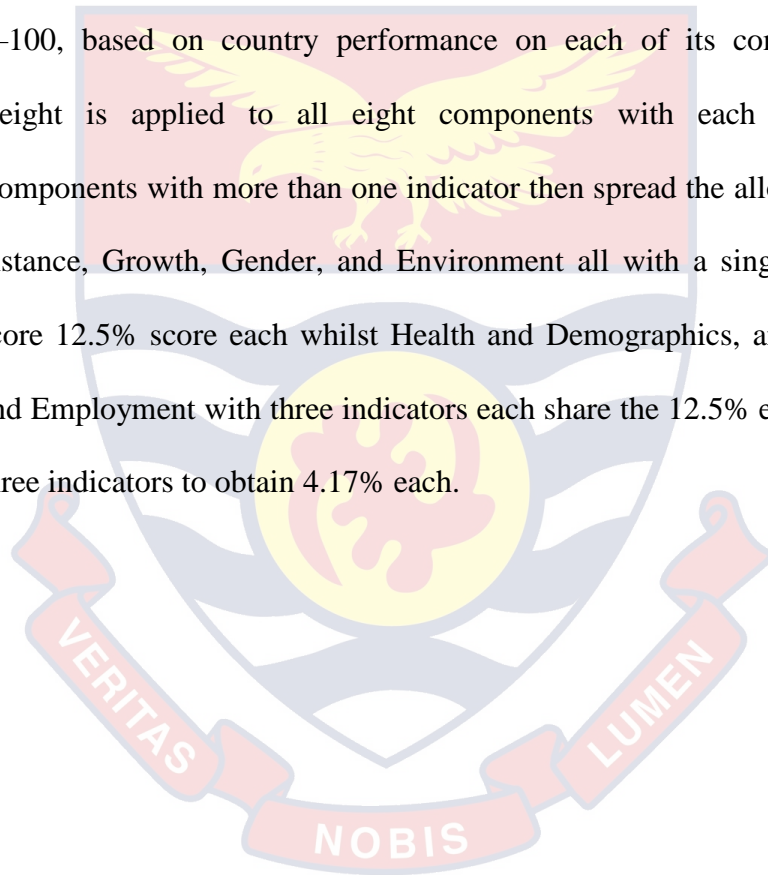 –100, based on country performance on each of its con
eight is applied to all eight components with each
omponents with more than one indicator then spread the allo
stance, Growth, Gender, and Environment all with a sing
core 12.5% score each whilst Health and Demographics, a
nd Employment with three indicators each share the 12.5% e
ree indicators to obtain 4.17% each.
VERITAS
NOBIS
LUMEN